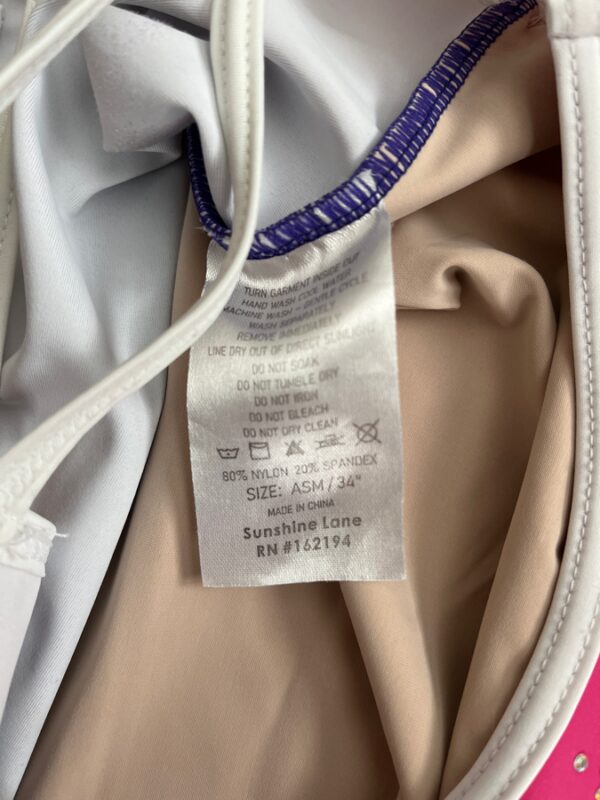 TURN GARMENT INSIDE OUT
HAND WASH COOL WATER
MACHINE WASH - GENTLE CYCLE
WASH SEPARATELY
REMOVE IMMEDIATELY
LINE DRY OUT OF DIRECT SUNLIGHT
DO NOT SOAK
DO NOT TUMBLE DRY
DO NOT IRON
DO NOT BLEACH
DO NOT DRY CLEAN
80% NYLON 20% SPANDEX
SIZE: ASM / 34"
MADE IN CHINA
Sunshine Lane
RN #162194